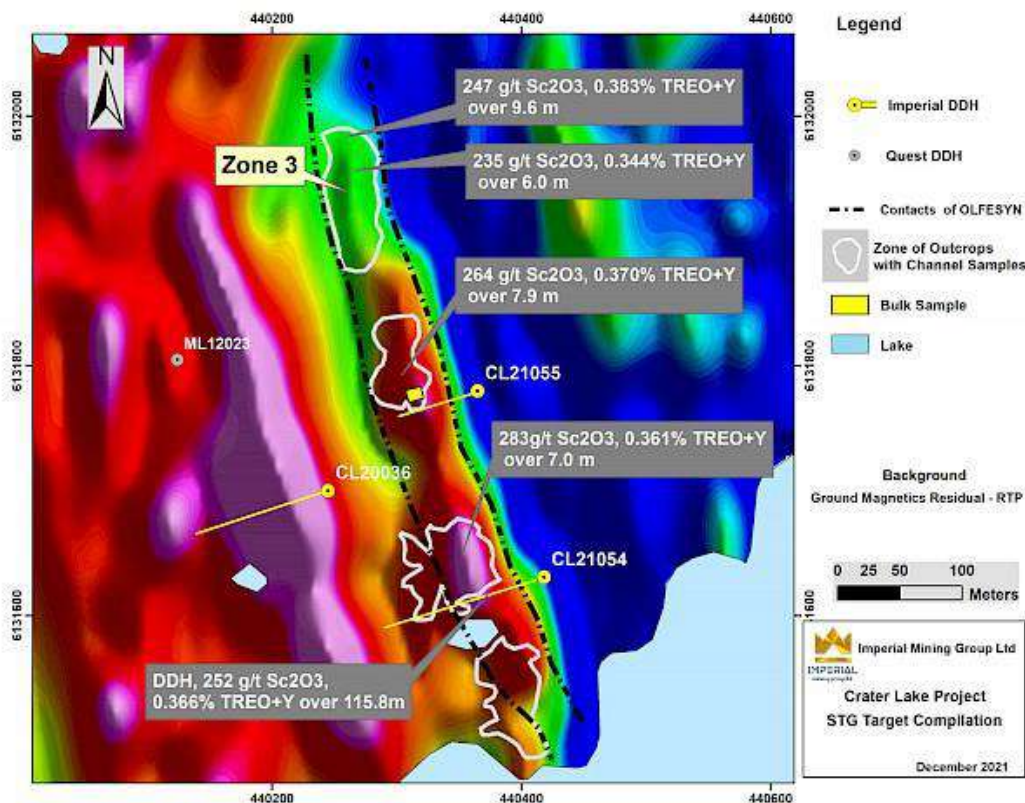 440200 440400 440600
N
6132000
6131800
6131600
247 g/t Sc2O3, 0.383% TREO+Y
over 9.6 m
Zone 3
235 g/t Sc2O3, 0.344% TREO+Y
over 6.0 m
264 g/t Sc2O3, 0.370% TREO+Y
over 7.9 m
ML12023
CL21055
283g/t Sc2O3, 0.361% TREO+Y
over 7.0 m
CL20036
CL21054
DDH, 252 g/t Sc2O3,
0.366% TREO+Y over 115.8m
6132000
6131800
6131600
440200 440400 440600
Legend
Imperial DDH
Quest DDH
Contacts of OLFESYN
Zone of Outcrops
with Channel Samples
Bulk Sample
Lake
Background
Ground Magnetics Residual - RTP
0 25 50 100
Meters
IMPERIAL
Imperial Mining Group Ltd
Crater Lake Project
STG Target Compilation
December 2021